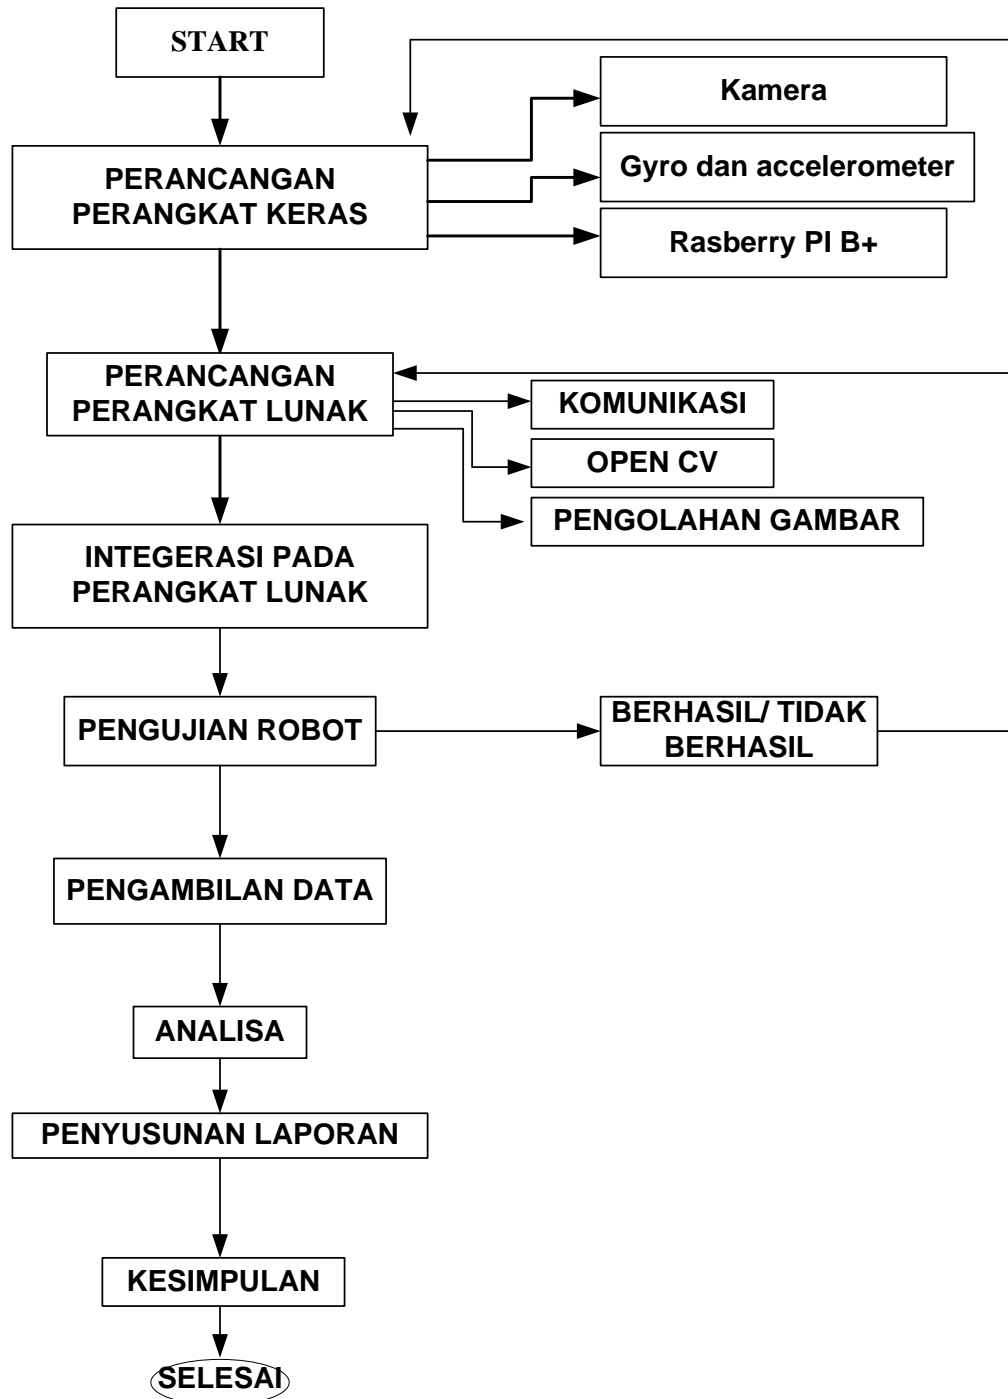 START
Kamera
PERANCANGAN
PERANGKAT KERAS
Gyro dan accelerometer
Rasberry PI B+
PERANCANGAN
PERANGKAT LUNAK
KOMUNIKASI
OPEN CV
PENGOLAHAN GAMBAR
INTEGERASI PADA
PERANGKAT LUNAK
PENGUJIAN ROBOT
BERHASIL/ TIDAK
BERHASIL
PENGAMBILAN DATA
ANALISA
PENYUSUNAN LAPORAN
KESIMPULAN
SELESAI